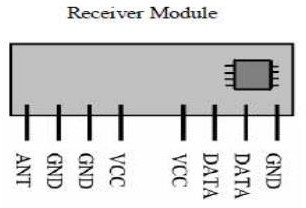 Receiver Module
ANT
GND
GND
VCC
VCC
DATA
DATA
GND